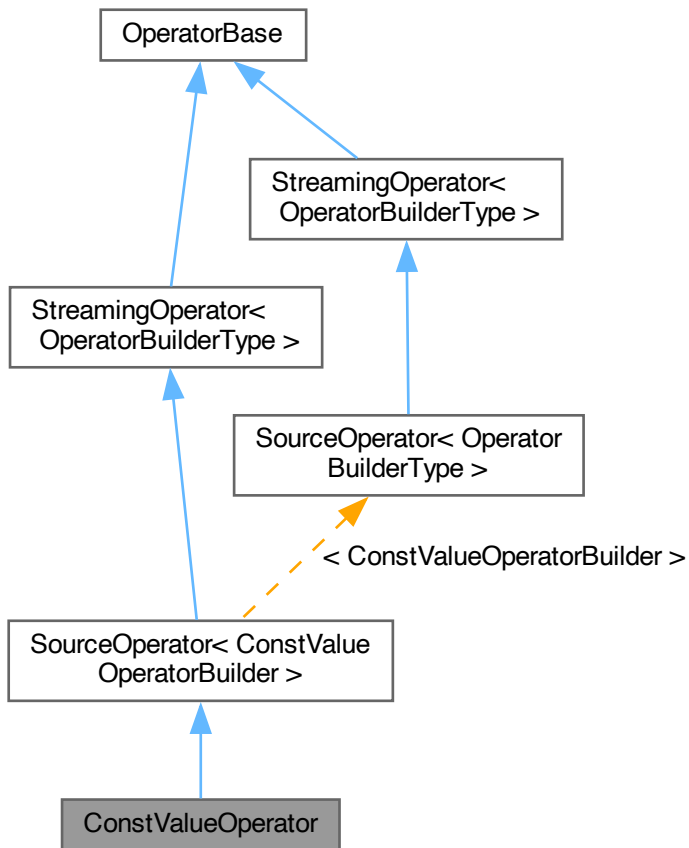 OperatorBase
StreamingOperator<
OperatorBuilderType >
StreamingOperator<
OperatorBuilderType >
SourceOperator< Operator
BuilderType >
< ConstValueOperatorBuilder >
SourceOperator< ConstValue
OperatorBuilder >
ConstValueOperator